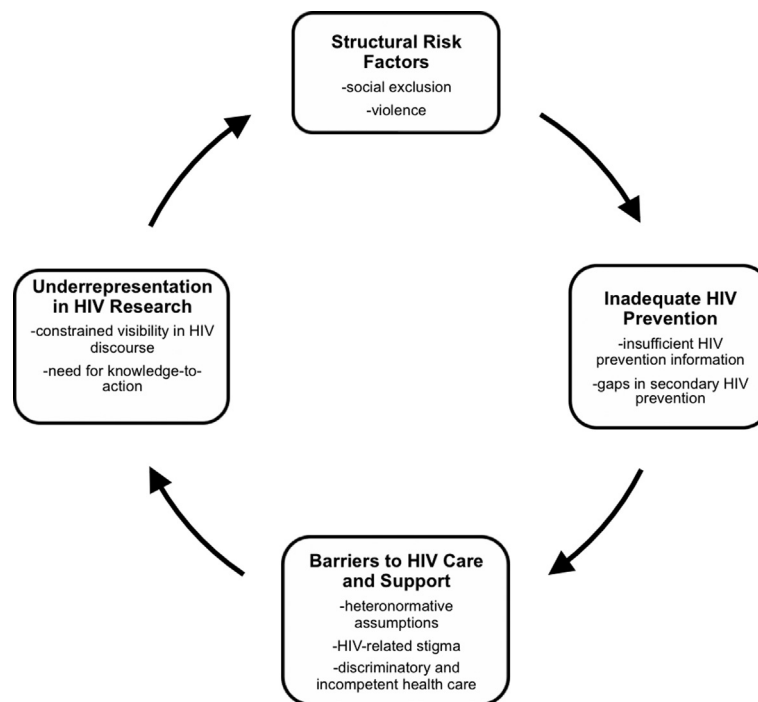 Structural Risk
Factors
-social exclusion
-violence
Underrepresentation
in HIV Research
-constrained visibility in HIV
discourse
-need for knowledge-to-
action
Inadequate HIV
Prevention
-insufficient HIV
prevention information
-gaps in secondary HIV
prevention
Barriers to HIV Care
and Support
-heteronormative
assumptions
-HIV-related stigma
-discriminatory and
incompetent health care